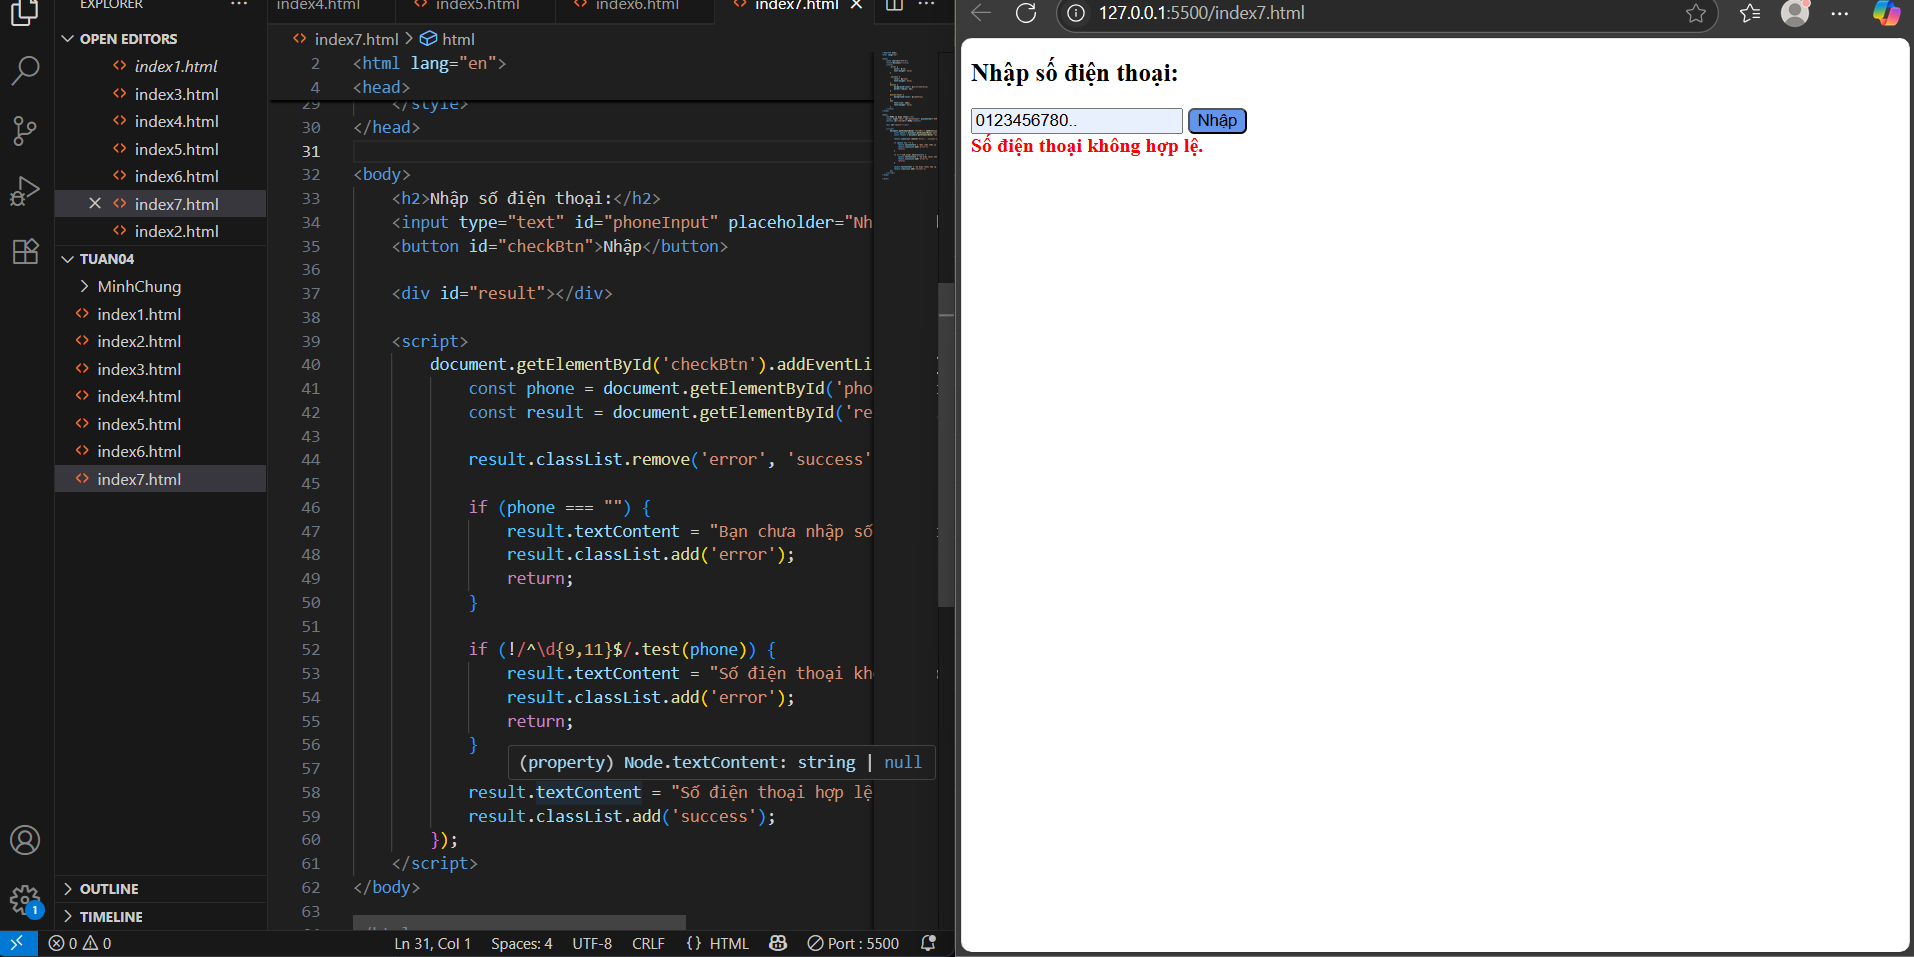 EXPLORER
OPEN EDITORS
index1.html
index3.html
index4.html
index5.html
index6.html
index7.html
index2.html
TUAN04
MinhChung
index1.html
index2.html
index3.html
index4.html
index5.html
index6.html
index7.html
OUTLINE
TIMELINE
1
index4.html index5.html index6.html index7.html
index7.html > html
2 <html lang="en">
4 <head>
29 </style>
30 </head>
31
32 <body>
33 <h2>Nhập số điện thoại:</h2>
34 <input type="text" id="phoneInput" placeholder="Nh
35 <button id="checkBtn">Nhập</button>
36
37 <div id="result"></div>
38
39 <script>
40 document.getElementById('checkBtn').addEventLi
41 const phone = document.getElementById('pho
42 const result = document.getElementById('re
43
44 result.classList.remove('error', 'success'
45
46 if (phone === "") {
47 result.textContent = "Bạn chưa nhập số
48 result.classList.add('error');
49 return;
50 }
51
52 if (!/^\d{9,11}$/.test(phone)) {
53 result.textContent = "Số điện thoại kh
54 result.classList.add('error');
55 return;
56 }
(property) Node.textContent: string | null
57
58 result.textContent = "Số điện thoại hợp lệ
59 result.classList.add('success');
60 });
61 </script>
62 </body>
63
0 0 Ln 31, Col 1 Spaces: 4 UTF-8 CRLF {} HTML Port : 5500
127.0.0.1:5500/index7.html
Nhập số điện thoại:
0123456780.. Nhập
Số điện thoại không hợp lệ.